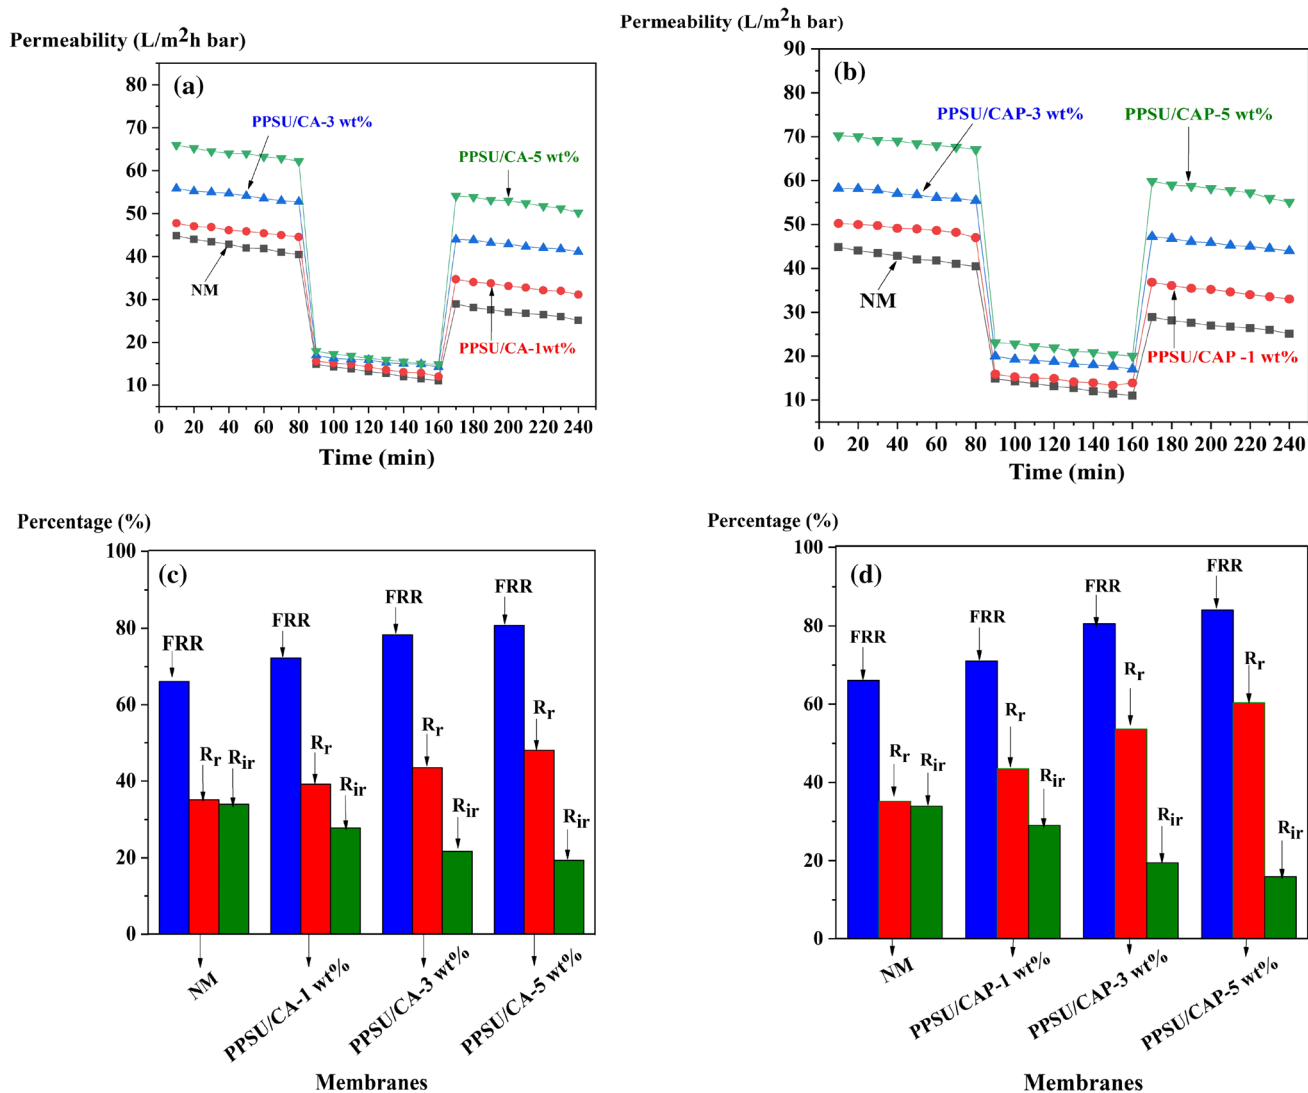 Permeability (L/m2h bar)
(a)
80
70
60
50
40
30
20
10
PPSU/CA-3 wt%
PPSU/CA-5 wt%
NM
PPSU/CA-1wt%
0 20 40 60 80 100 120 140 160 180 200 220 240
Time (min)
Permeability (L/m2h bar)
(b)
90
80
70
60
50
40
30
20
10
PPSU/CAP-3 wt%
PPSU/CAP-5 wt%
NM
PPSU/CAP -1 wt%
0 20 40 60 80 100 120 140 160 180 200 220 240
Time (min)
Percentage (%)
(c)
100
80
60
40
20
0
FRR
Rr
Rir
FRR
Rr
Rir
FRR
Rr
Rir
FRR
Rr
Rir
NM
PPSU/CA-1 wt%
PPSU/CA-3 wt%
PPSU/CA-5 wt%
Membranes
Percentage (%)
(d)
100
80
60
40
20
0
FRR
Rr
Rir
FRR
Rr
Rir
FRR
Rr
Rir
FRR
Rr
Rir
NM
PPSU/CAP-1 wt%
PPSU/CAP-3 wt%
PPSU/CAP-5 wt%
Membranes